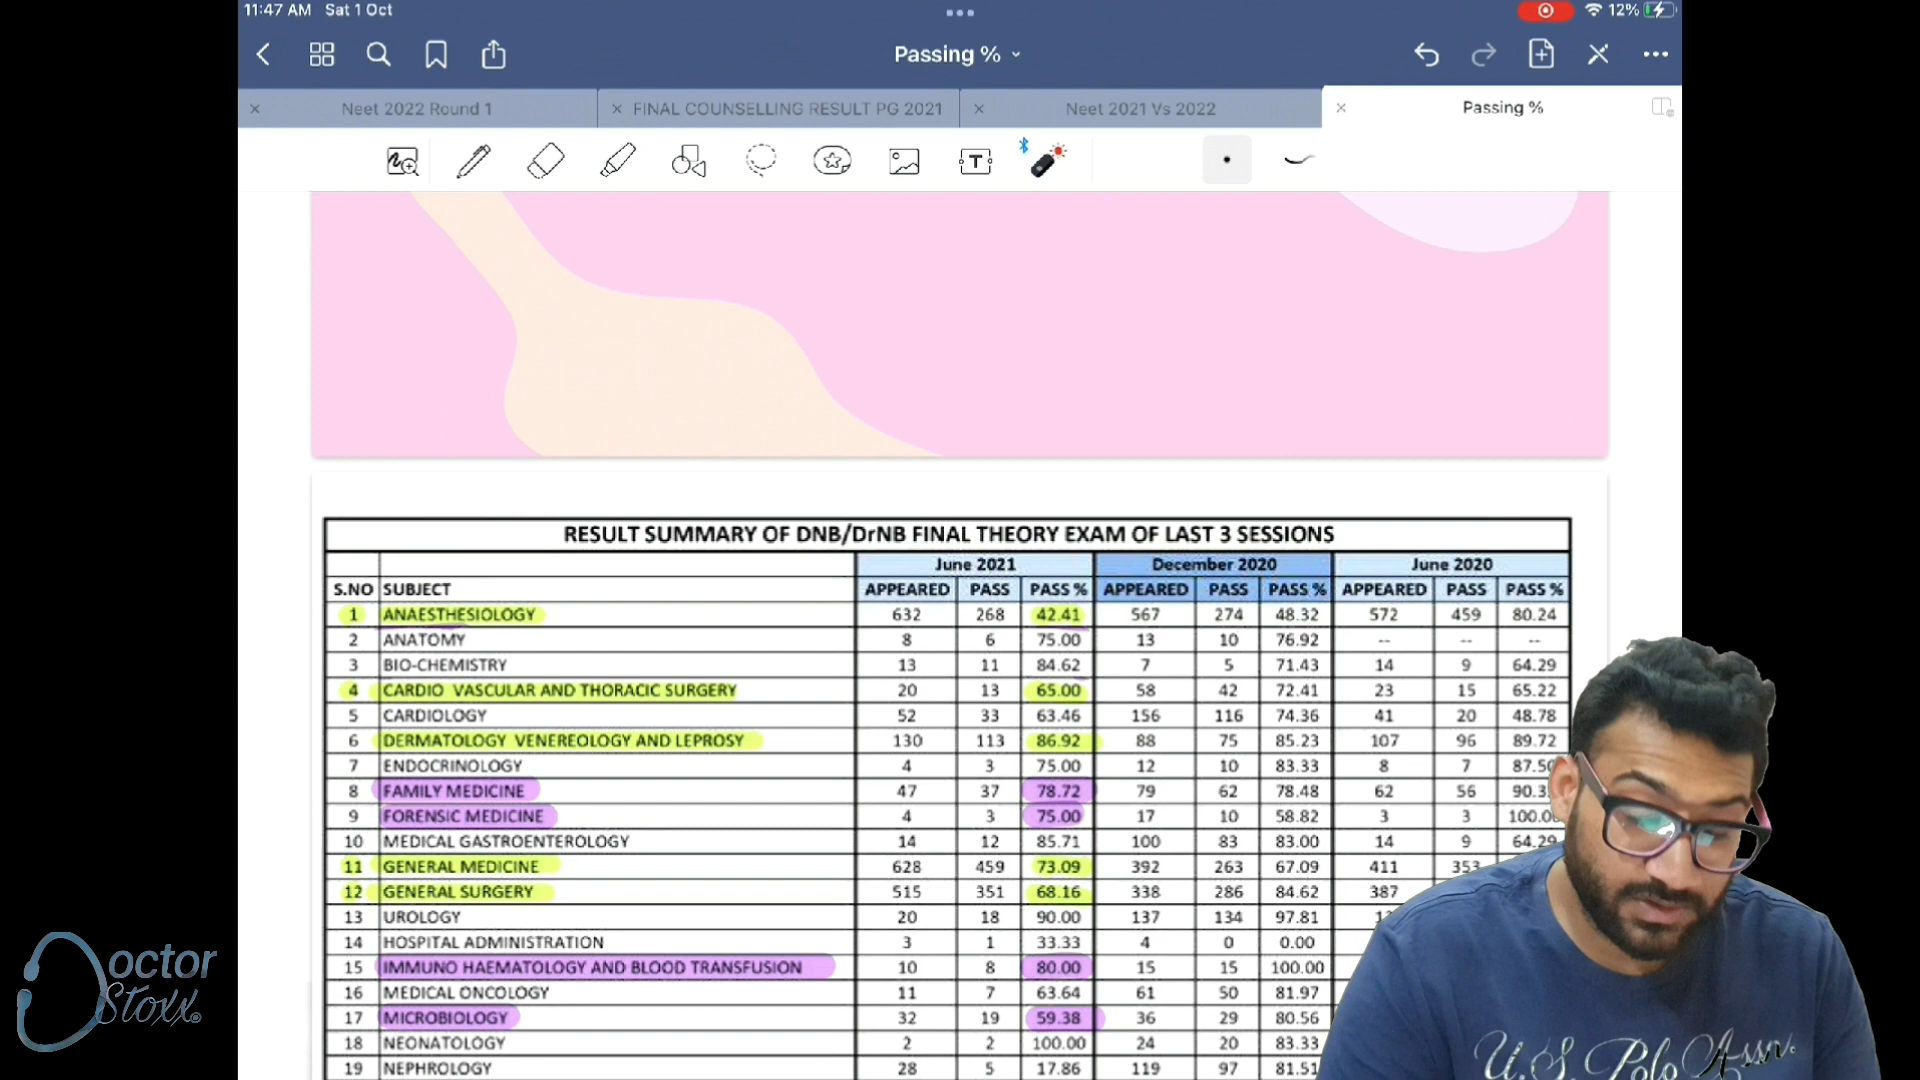 11:47 AM Sat 1 Oct
12%
Passing %
Neet 2022 Round 1
FINAL COUNSELLING RESULT PG 2021
Neet 2021 Vs 2022
Passing %
T
RESULT SUMMARY OF DNB/DrNB FINAL THEORY EXAM OF LAST 3 SESSIONS
June 2021 December 2020 June 2020
S.NO SUBJECT APPEARED PASS PASS % APPEARED PASS PASS % APPEARED PASS PASS %
1 ANAESTHESIOLOGY 632 268 42.41 567 274 48.32 572 459 80.24
2 ANATOMY 8 6 75.00 13 10 76.92 -- -- --
3 BIO-CHEMISTRY 13 11 84.62 7 5 71.43 14 9 64.29
4 CARDIO VASCULAR AND THORACIC SURGERY 20 13 65.00 58 42 72.41 23 15 65.22
5 CARDIOLOGY 52 33 63.46 156 116 74.36 41 20 48.78
6 DERMATOLOGY VENEREOLOGY AND LEPROSY 130 113 86.92 88 75 85.23 107 96 89.72
7 ENDOCRINOLOGY 4 3 75.00 12 10 83.33 8 7 87.50
8 FAMILY MEDICINE 47 37 78.72 79 62 78.48 62 56 90.3
9 FORENSIC MEDICINE 4 3 75.00 17 10 58.82 3 3 100.00
10 MEDICAL GASTROENTEROLOGY 14 12 85.71 100 83 83.00 14 9 64.29
11 GENERAL MEDICINE 628 459 73.09 392 263 67.09 411 353
12 GENERAL SURGERY 515 351 68.16 338 286 84.62 387
13 UROLOGY 20 18 90.00 137 134 97.81
14 HOSPITAL ADMINISTRATION 3 1 33.33 4 0 0.00
15 IMMUNO HAEMATOLOGY AND BLOOD TRANSFUSION 10 8 80.00 15 15 100.00
16 MEDICAL ONCOLOGY 11 7 63.64 61 50 81.97
17 MICROBIOLOGY 32 19 59.38 36 29 80.56
18 NEONATOLOGY 2 2 100.00 24 20 83.33
19 NEPHROLOGY 28 5 17.86 119 97 81.51
Doctor
Stoxx
U.S. Polo Assn.